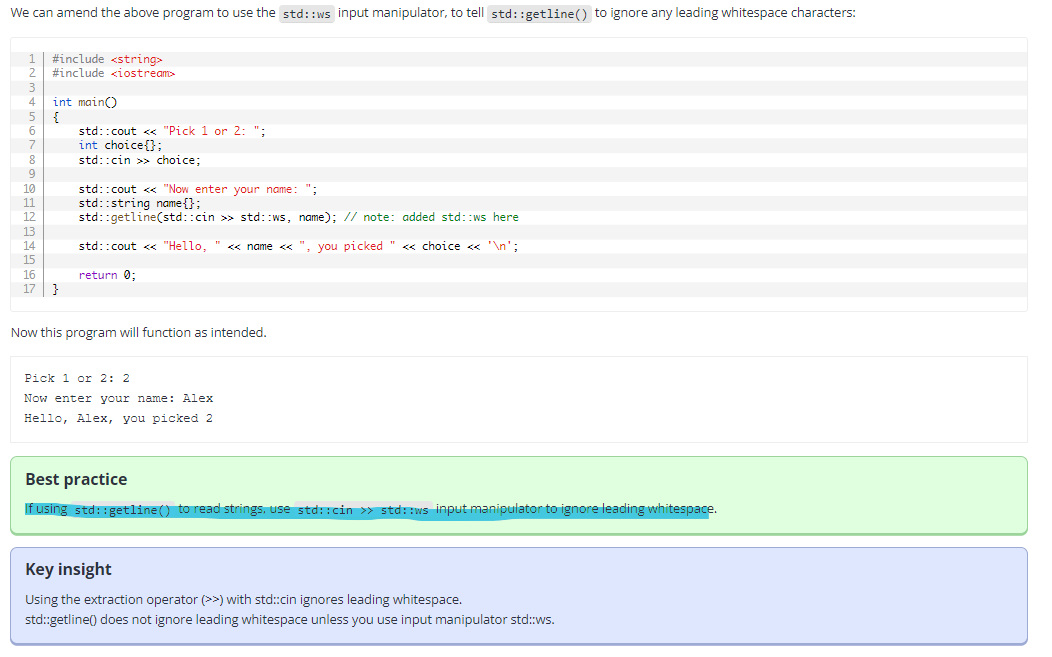 We can amend the above program to use the std::ws input manipulator, to tell std::getline() to ignore any leading whitespace characters:
1 #include <string>
2 #include <iostream>
3
4 int main()
5 {
6     std::cout << "Pick 1 or 2: ";
7     int choice{};
8     std::cin >> choice;
9
10     std::cout << "Now enter your name: ";
11     std::string name{};
12     std::getline(std::cin >> std::ws, name); // note: added std::ws here
13
14     std::cout << "Hello, " << name << ", you picked " << choice << '\n';
15
16     return 0;
17 }
Now this program will function as intended.
Pick 1 or 2: 2
Now enter your name: Alex
Hello, Alex, you picked 2
Best practice
If using std::getline() to read strings, use std::cin >> std::ws input manipulator to ignore leading whitespace.
Key insight
Using the extraction operator (>>) with std::cin ignores leading whitespace.
std::getline() does not ignore leading whitespace unless you use input manipulator std::ws.